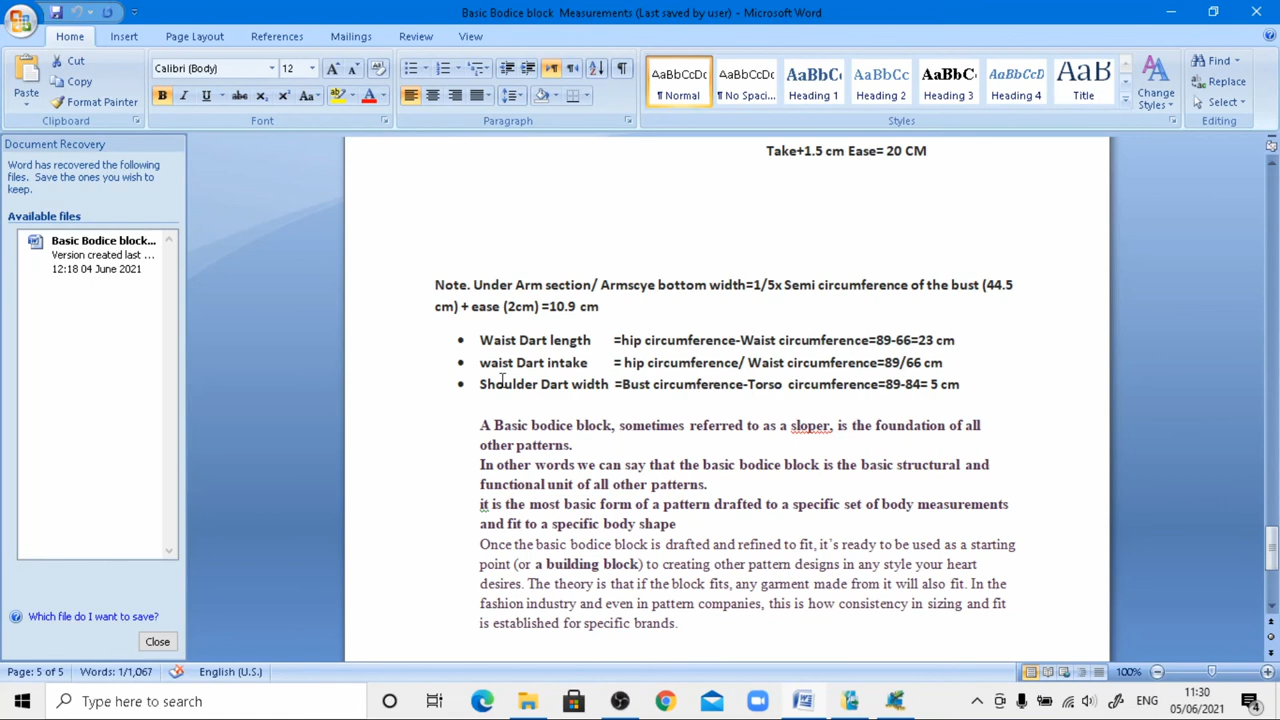 Basic Bodice block  Measurements (Last saved by user) - Microsoft Word
Home Insert Page Layout References Mailings Review View
Paste
Cut
Copy
Format Painter
Clipboard
Calibri (Body) 12
B I U abc x₂ x² Aa A
Font
Paragraph
AaBbCcDc AaBbCcDc AaBbC AaBbCc AaBbC AaBbCcD AaB
¶ Normal ¶ No Spaci... Heading 1 Heading 2 Heading 3 Heading 4 Title
Change
Styles
Styles
Find
Replace
Select
Editing
Document Recovery
Word has recovered the following
files. Save the ones you wish to
keep.
Available files
Basic Bodice block...
Version created last ...
12:18 04 June 2021
Which file do I want to save?
Close
Take+1.5 cm Ease= 20 CM
Note. Under Arm section/ Armscye bottom width=1/5x Semi circumference of the bust (44.5
cm) + ease (2cm) =10.9 cm
• Waist Dart length =hip circumference-Waist circumference=89-66=23 cm
• waist Dart intake = hip circumference/ Waist circumference=89/66 cm
• Shoulder Dart width =Bust circumference-Torso circumference=89-84= 5 cm
A Basic bodice block, sometimes referred to as a sloper, is the foundation of all
other patterns.
In other words we can say that the basic bodice block is the basic structural and
functional unit of all other patterns.
it is the most basic form of a pattern drafted to a specific set of body measurements
and fit to a specific body shape
Once the basic bodice block is drafted and refined to fit, it's ready to be used as a starting
point (or a building block) to creating other pattern designs in any style your heart
desires. The theory is that if the block fits, any garment made from it will also fit. In the
fashion industry and even in pattern companies, this is how consistency in sizing and fit
is established for specific brands.
Page: 5 of 5 Words: 1/1,067 English (U.S.) 100%
Type here to search
ENG
11:30
05/06/2021
4